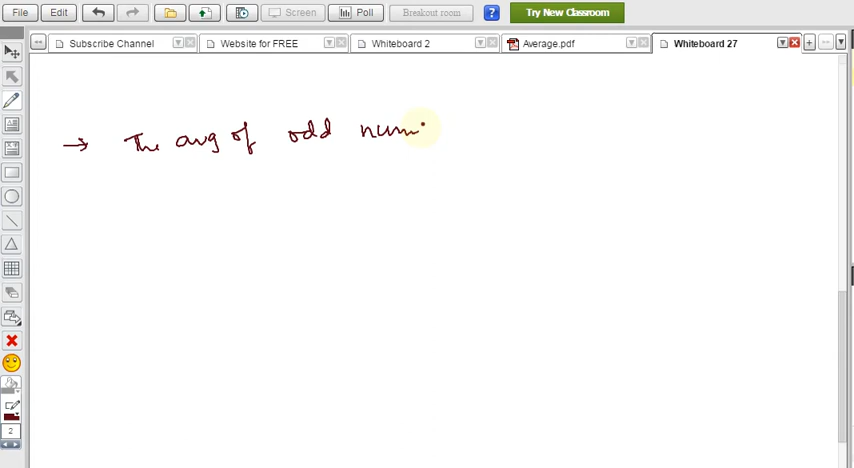 File Edit Screen Poll Breakout room ? Try New Classroom
Subscribe Channel Website for FREE Whiteboard 2 Average.pdf Whiteboard 27
→ The avg of odd num
2